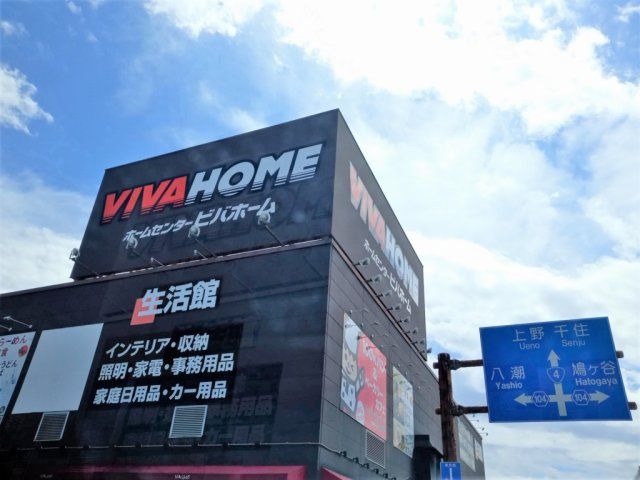 VIVAHOME
ホームセンタービバホーム
生活館
インテリア・収納
照明・家電・事務用品
家庭日用品・カー用品
VIVAHOME
ホームセンタービバホーム
上野 千住
Ueno Senju
八潮
Yashio
4
鳩ヶ谷
Hatogaya
104
104